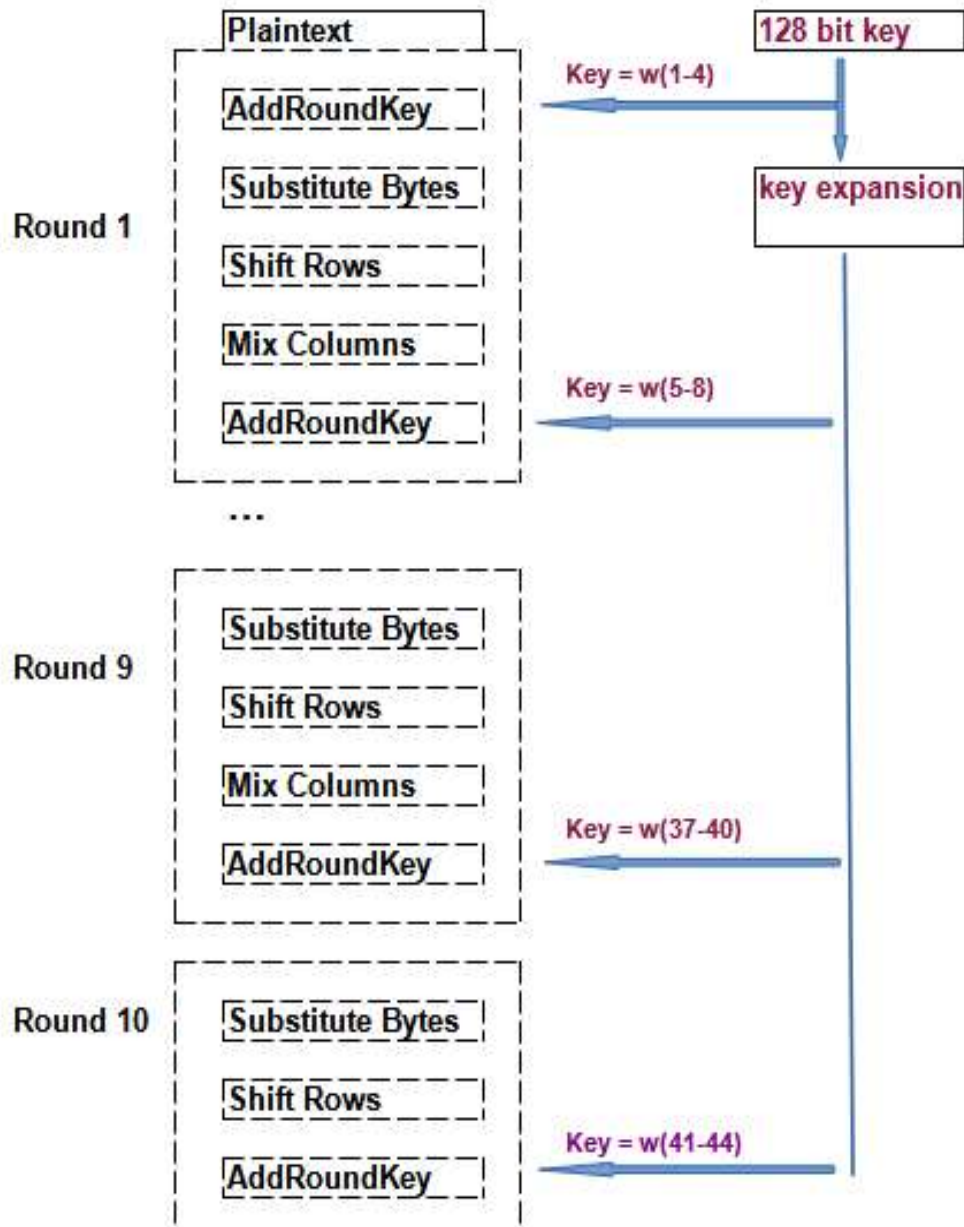 Plaintext
128 bit key
Key = w(1-4)
AddRoundKey
Substitute Bytes
key expansion
Round 1
Shift Rows
Mix Columns
Key = w(5-8)
AddRoundKey
...
Substitute Bytes
Round 9
Shift Rows
Mix Columns
Key = w(37-40)
AddRoundKey
Round 10
Substitute Bytes
Shift Rows
Key = w(41-44)
AddRoundKey